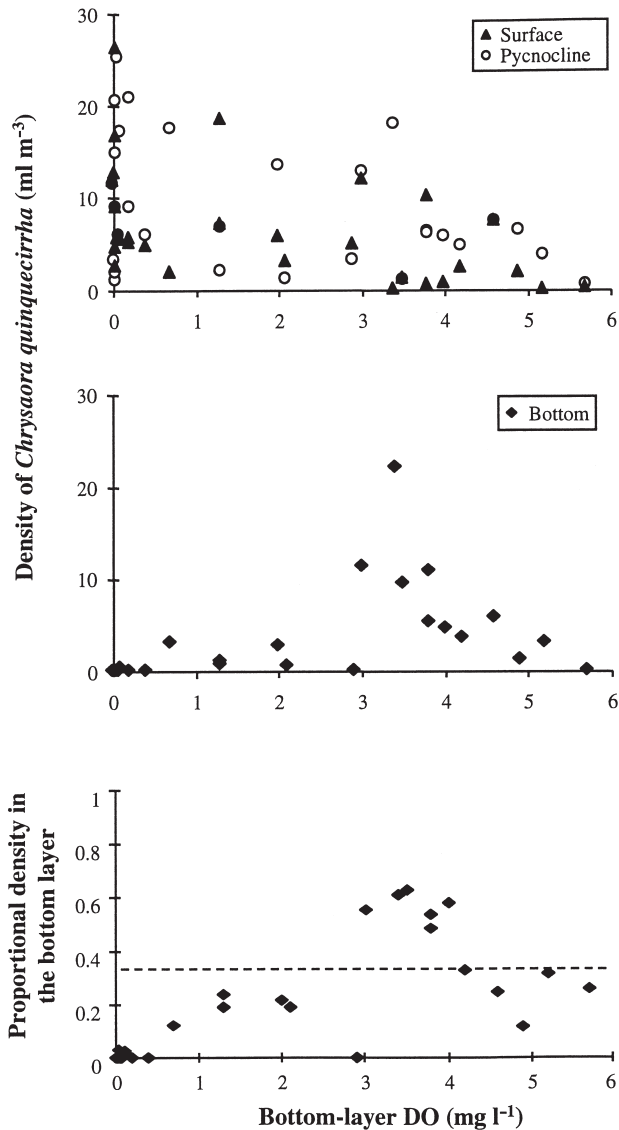 Density of Chrysaora quinquecirrha (ml m⁻³)
30
20
10
0
0 1 2 3 4 5 6
Surface
Pycnocline
30
20
10
0
0 1 2 3 4 5 6
Bottom
Proportional density in
the bottom layer
1
0.8
0.6
0.4
0.2
0
0 1 2 3 4 5 6
Bottom-layer DO (mg l⁻¹)